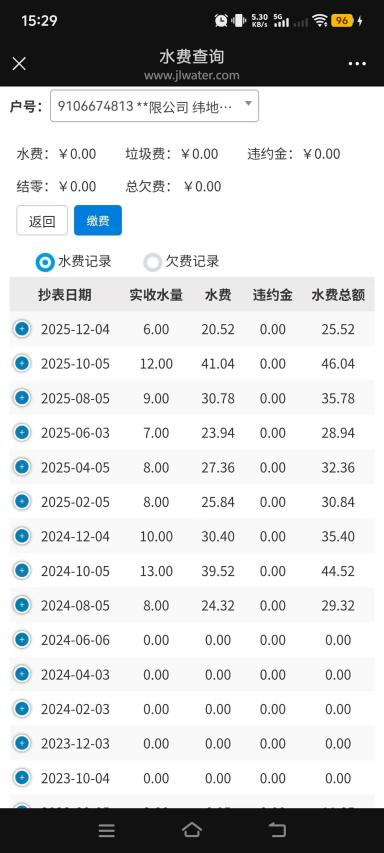 15:29 5.30 KB/S 5G 96
水费查询
www.jlwater.com
户号： 9106674813 **限公司 纬地…
水费：￥0.00 垃圾费：￥0.00 违约金：￥0.00
结零：￥0.00 总欠费：￥0.00
返回 缴费
水费记录 欠费记录
抄表日期 实收水量 水费 违约金 水费总额
2025-12-04 6.00 20.52 0.00 25.52
2025-10-05 12.00 41.04 0.00 46.04
2025-08-05 9.00 30.78 0.00 35.78
2025-06-03 7.00 23.94 0.00 28.94
2025-04-05 8.00 27.36 0.00 32.36
2025-02-05 8.00 25.84 0.00 30.84
2024-12-04 10.00 30.40 0.00 35.40
2024-10-05 13.00 39.52 0.00 44.52
2024-08-05 8.00 24.32 0.00 29.32
2024-06-06 0.00 0.00 0.00 0.00
2024-04-03 0.00 0.00 0.00 0.00
2024-02-03 0.00 0.00 0.00 0.00
2023-12-03 0.00 0.00 0.00 0.00
2023-10-04 0.00 0.00 0.00 0.00